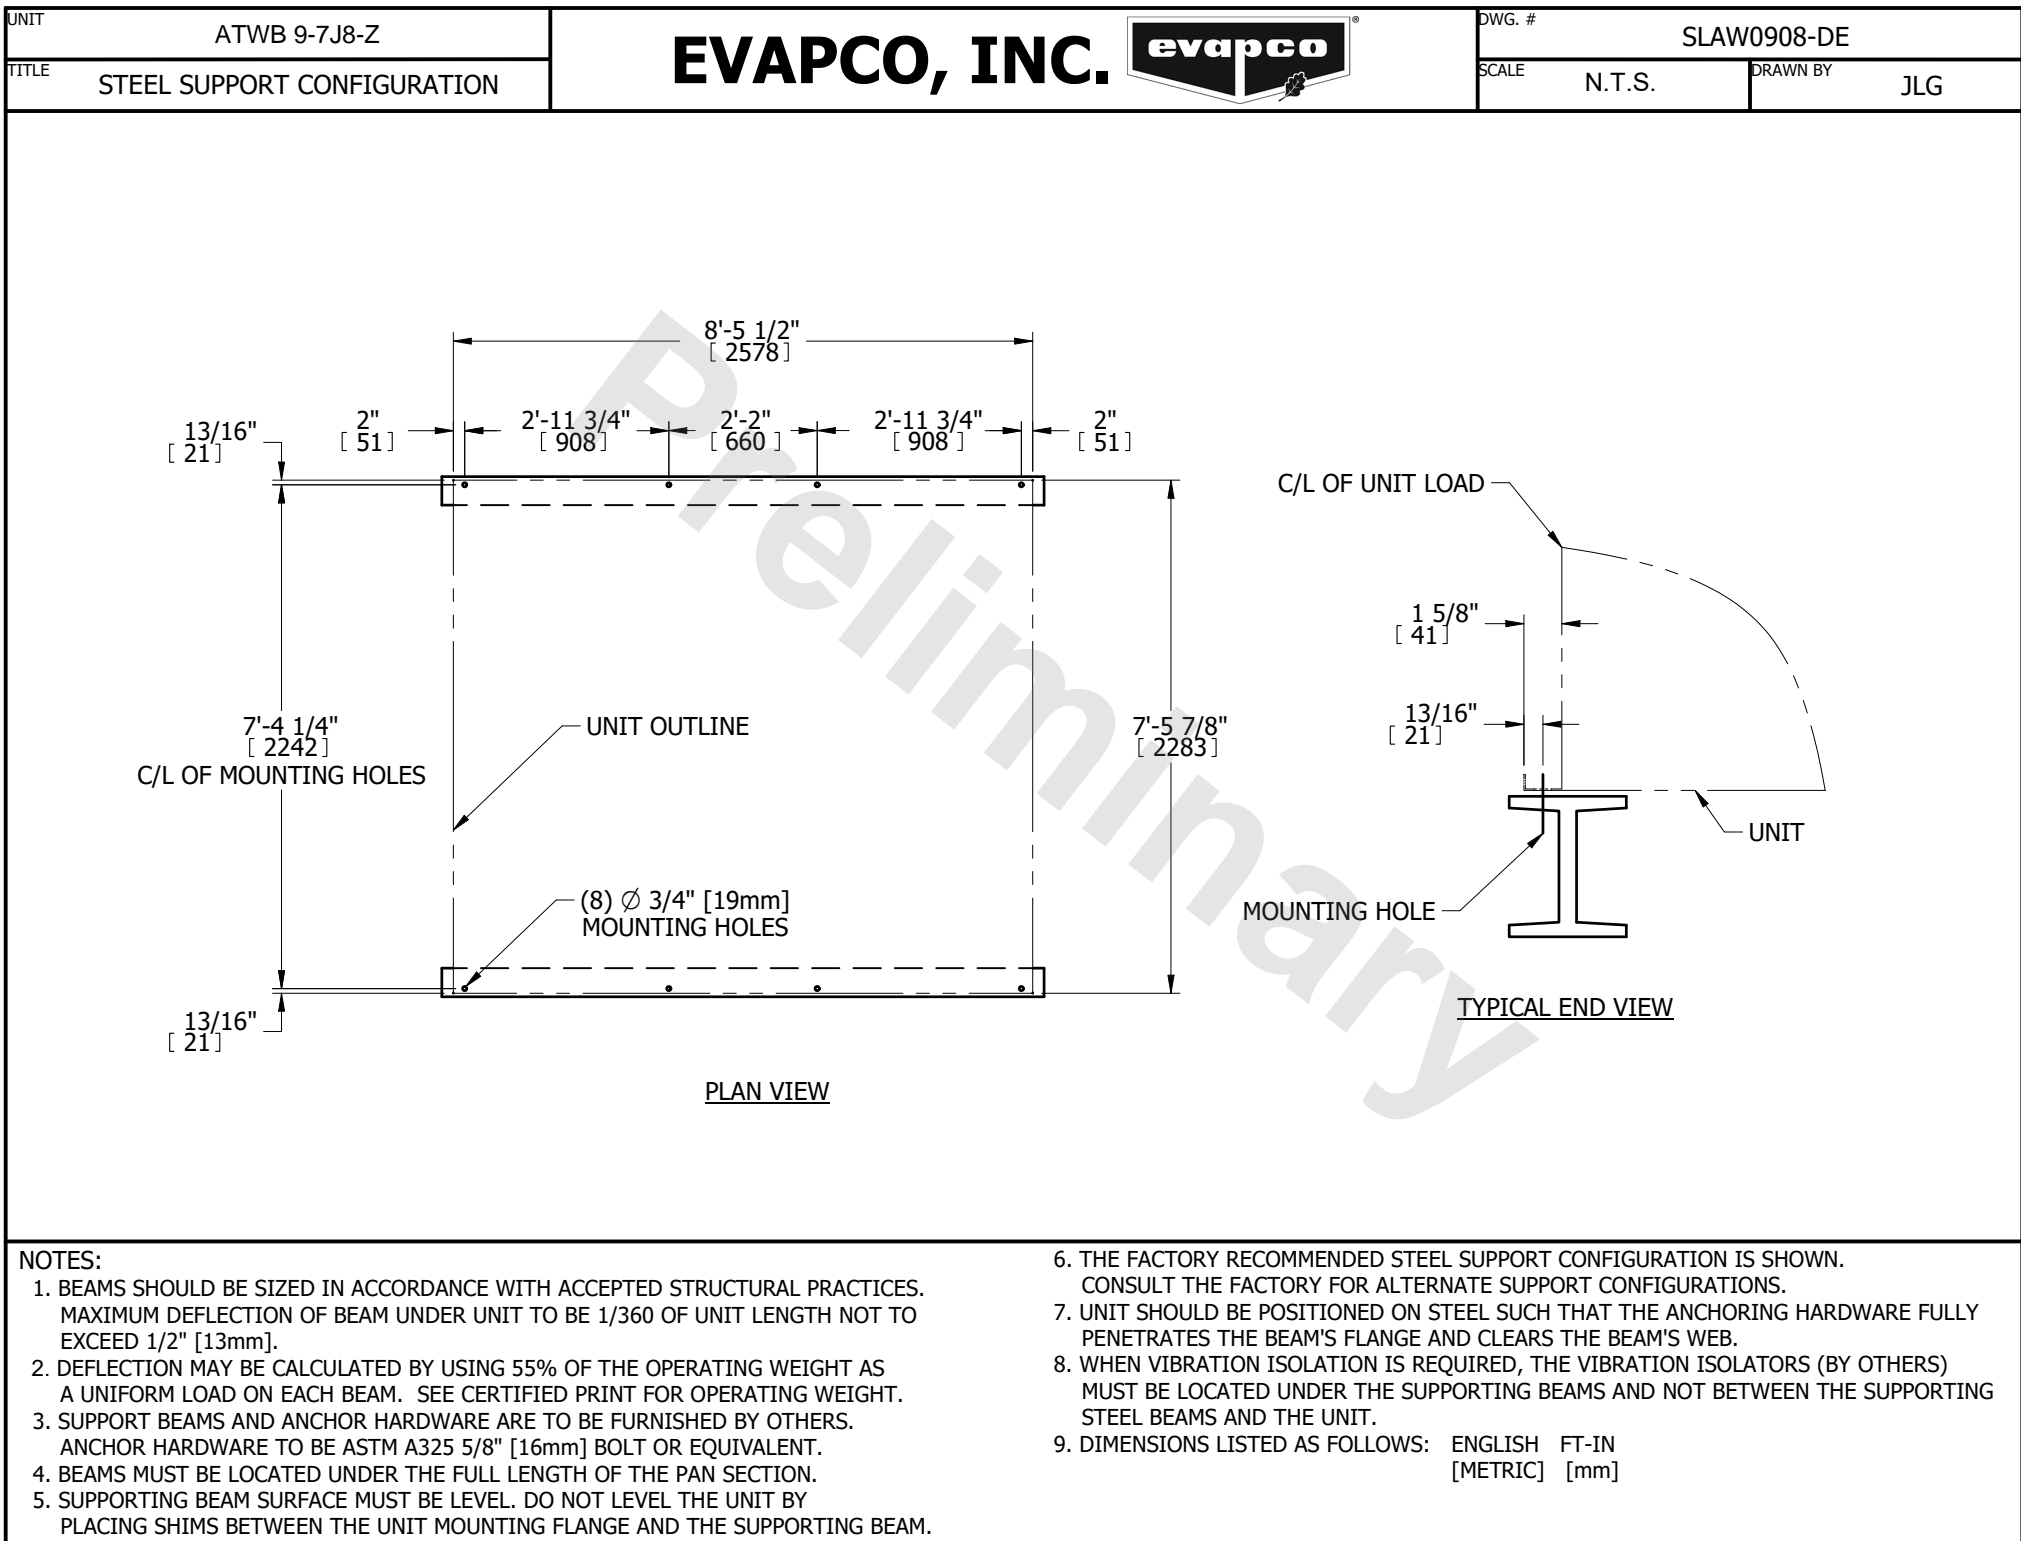 UNIT
ATWB 9-7J8-Z
TITLE
STEEL SUPPORT CONFIGURATION
EVAPCO, INC.
evapco
®
DWG. #
SLAW0908-DE
SCALE
N.T.S.
DRAWN BY
JLG
8'-5 1/2"
[ 2578 ]
13/16"
[ 21 ]
2"
[ 51 ]
2'-11 3/4"
[ 908 ]
2'-2"
[ 660 ]
2'-11 3/4"
[ 908 ]
2"
[ 51 ]
7'-4 1/4"
[ 2242 ]
C/L OF MOUNTING HOLES
UNIT OUTLINE
7'-5 7/8"
[ 2283 ]
(8) ∅ 3/4" [19mm]
MOUNTING HOLES
13/16"
[ 21 ]
PLAN VIEW
C/L OF UNIT LOAD
1 5/8"
[ 41 ]
13/16"
[ 21 ]
UNIT
MOUNTING HOLE
TYPICAL END VIEW
Preliminary
NOTES:
1. BEAMS SHOULD BE SIZED IN ACCORDANCE WITH ACCEPTED STRUCTURAL PRACTICES.
MAXIMUM DEFLECTION OF BEAM UNDER UNIT TO BE 1/360 OF UNIT LENGTH NOT TO
EXCEED 1/2" [13mm].
2. DEFLECTION MAY BE CALCULATED BY USING 55% OF THE OPERATING WEIGHT AS
A UNIFORM LOAD ON EACH BEAM. SEE CERTIFIED PRINT FOR OPERATING WEIGHT.
3. SUPPORT BEAMS AND ANCHOR HARDWARE ARE TO BE FURNISHED BY OTHERS.
ANCHOR HARDWARE TO BE ASTM A325 5/8" [16mm] BOLT OR EQUIVALENT.
4. BEAMS MUST BE LOCATED UNDER THE FULL LENGTH OF THE PAN SECTION.
5. SUPPORTING BEAM SURFACE MUST BE LEVEL. DO NOT LEVEL THE UNIT BY
PLACING SHIMS BETWEEN THE UNIT MOUNTING FLANGE AND THE SUPPORTING BEAM.
6. THE FACTORY RECOMMENDED STEEL SUPPORT CONFIGURATION IS SHOWN.
CONSULT THE FACTORY FOR ALTERNATE SUPPORT CONFIGURATIONS.
7. UNIT SHOULD BE POSITIONED ON STEEL SUCH THAT THE ANCHORING HARDWARE FULLY
PENETRATES THE BEAM'S FLANGE AND CLEARS THE BEAM'S WEB.
8. WHEN VIBRATION ISOLATION IS REQUIRED, THE VIBRATION ISOLATORS (BY OTHERS)
MUST BE LOCATED UNDER THE SUPPORTING BEAMS AND NOT BETWEEN THE SUPPORTING
STEEL BEAMS AND THE UNIT.
9. DIMENSIONS LISTED AS FOLLOWS: ENGLISH FT-IN
[METRIC] [mm]